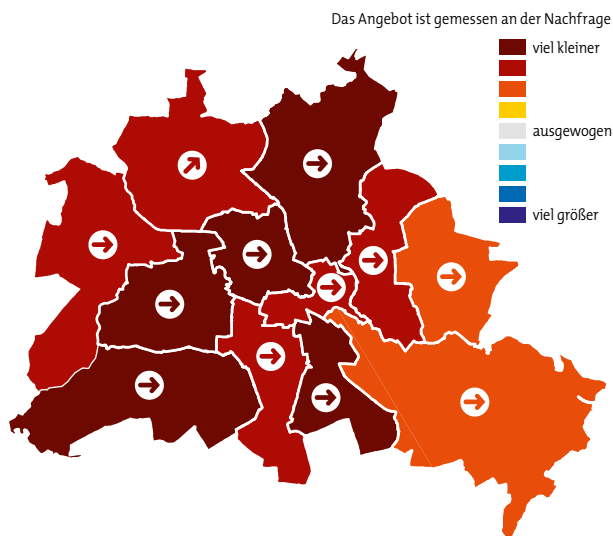 Das Angebot ist gemessen an der Nachfrage
viel kleiner
ausgewogen
viel größer